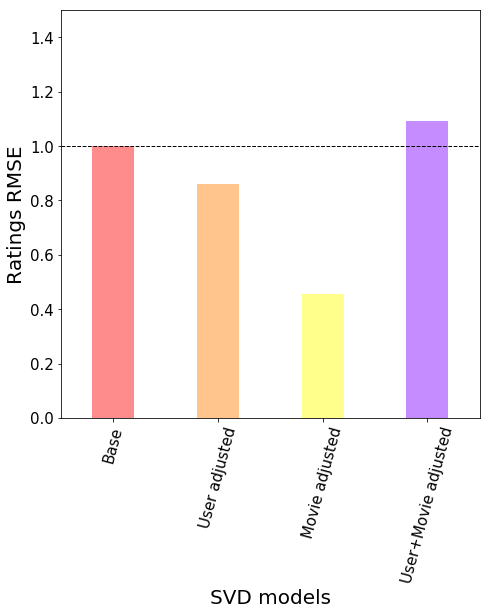 1.4
1.2
1.0
0.8
0.6
0.4
0.2
0.0
Ratings RMSE
Base
User adjusted
Movie adjusted
User+Movie adjusted
SVD models